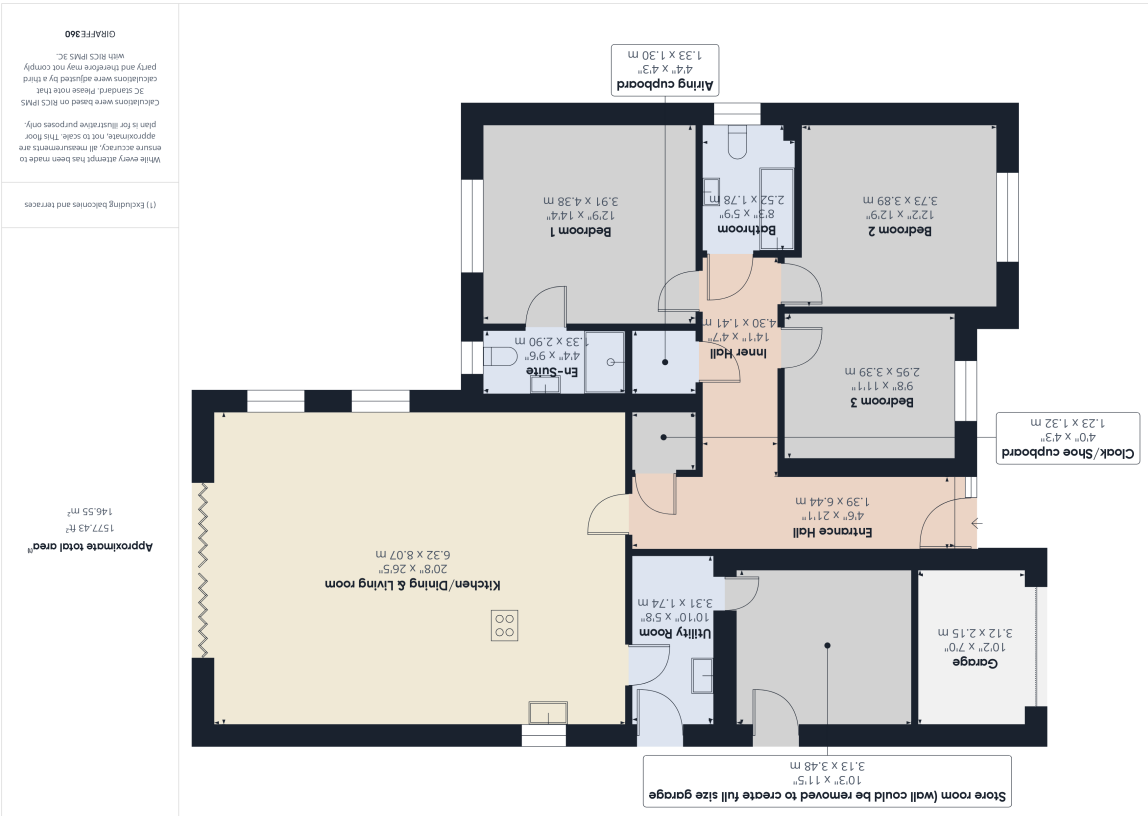 Store room (wall could be removed to create full size garage
10'3" x 11'5"
3.13 x 3.48 m
Garage
10'2" x 7'0"
3.12 x 2.15 m
Utility Room
10'10" x 5'8"
3.31 x 1.74 m
Kitchen/Dining & Living room
20'8" x 26'5"
6.32 x 8.07 m
Entrance Hall
4'6" x 21'1"
1.39 x 6.44 m
Cloak/Shoe cupboard
4'0" x 4'3"
1.23 x 1.32 m
Bedroom 3
9'8" x 11'1"
2.95 x 3.39 m
Inner Hall
14'1" x 4'7"
4.30 x 1.41 m
En-Suite
4'4" x 9'6"
1.33 x 2.90 m
Bedroom 2
12'2" x 12'9"
3.73 x 3.89 m
Bathroom
8'3" x 5'9"
2.52 x 1.78 m
Bedroom 1
12'9" x 14'4"
3.91 x 4.38 m
Airing cupboard
4'4" x 4'3"
1.33 x 1.30 m
Approximate total area⁽¹⁾
1577.43 ft²
146.55 m²
(1) Excluding balconies and terraces
While every attempt has been made to
ensure accuracy, all measurements are
approximate, not to scale. This floor
plan is for illustrative purposes only.
Calculations were based on RICS IPMS
3C standard. Please note that
calculations were adjusted by a third
party and therefore may not comply
with RICS IPMS 3C.
GIRAFFE360